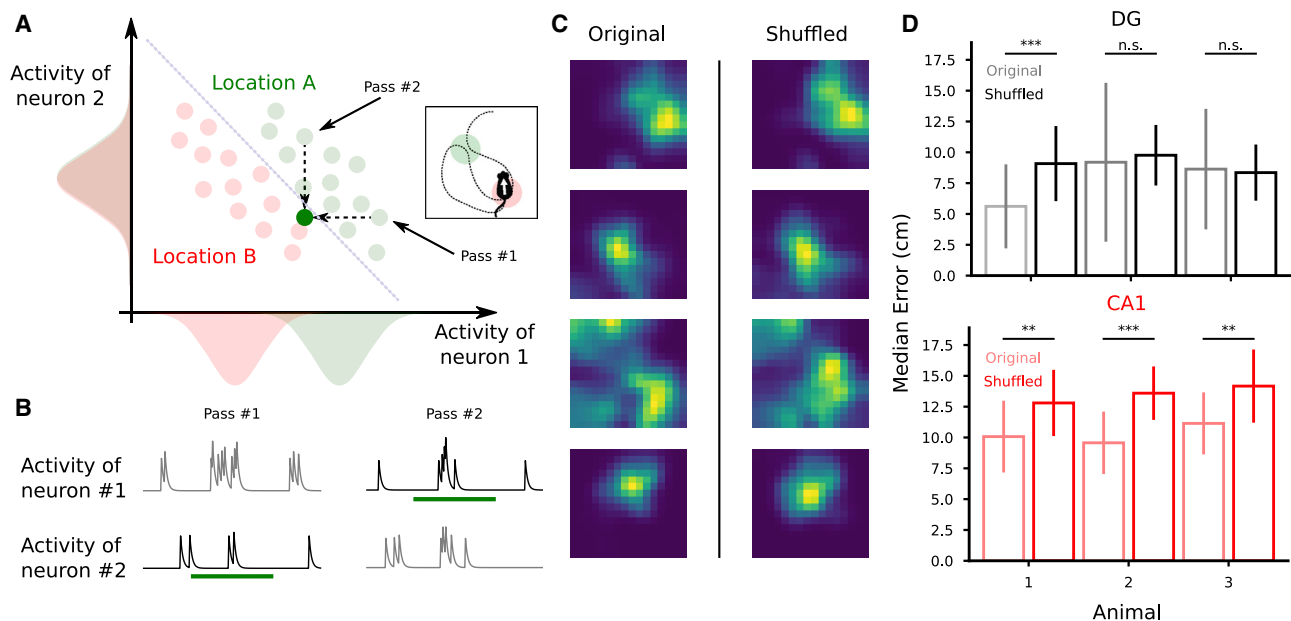 A
Activity of
neuron 2
Location A
Pass #2
Pass #1
Location B
Activity of
neuron 1
B
Pass #1
Pass #2
Activity of
neuron #1
Activity of
neuron #2
C
Original
Shuffled
D
DG
***
n.s.
n.s.
Original
Shuffled
17.5
15.0
12.5
10.0
7.5
5.0
2.5
0.0
Median Error (cm)
CA1
**
***
**
Original
Shuffled
17.5
15.0
12.5
10.0
7.5
5.0
2.5
0.0
1
2
3
Animal